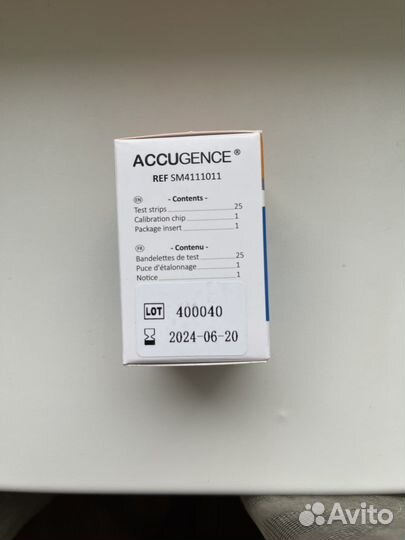 ACCUGENCE®
REF SM4111011
EN - Contents -
Test strips 25
Calibration chip 1
Package insert 1
FR - Contenu -
Bandelettes de test 25
Puce d'étalonnage 1
Notice 1
LOT 400040
2024-06-20
Avito